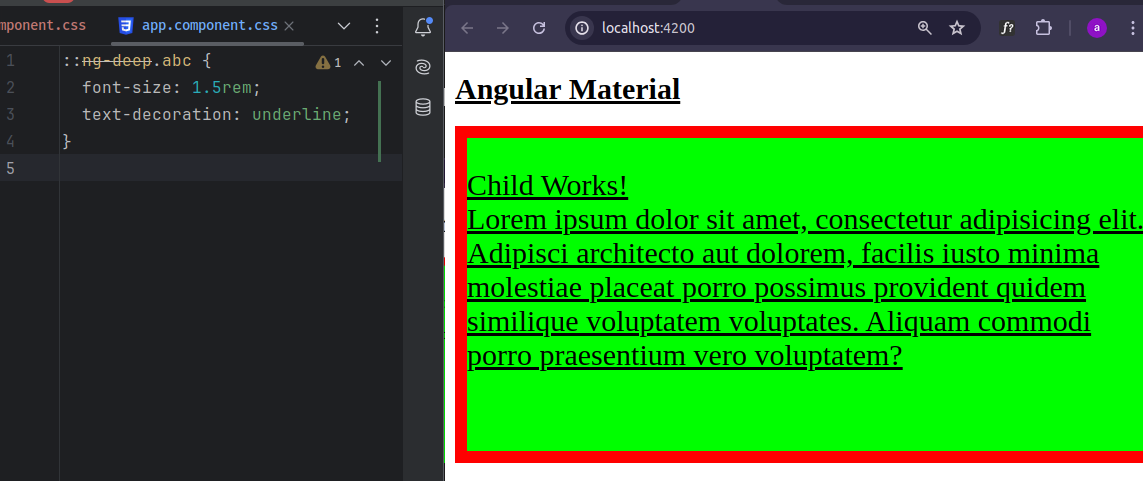 mponent.css
app.component.css
1 ::ng-deep.abc {
1
2 font-size: 1.5rem;
3 text-decoration: underline;
4 }
5
localhost:4200
f?
a
Angular Material
Child Works!
Lorem ipsum dolor sit amet, consectetur adipisicing elit.
Adipisci architecto aut dolorem, facilis iusto minima
molestiae placeat porro possimus provident quidem
similique voluptatem voluptates. Aliquam commodi
porro praesentium vero voluptatem?